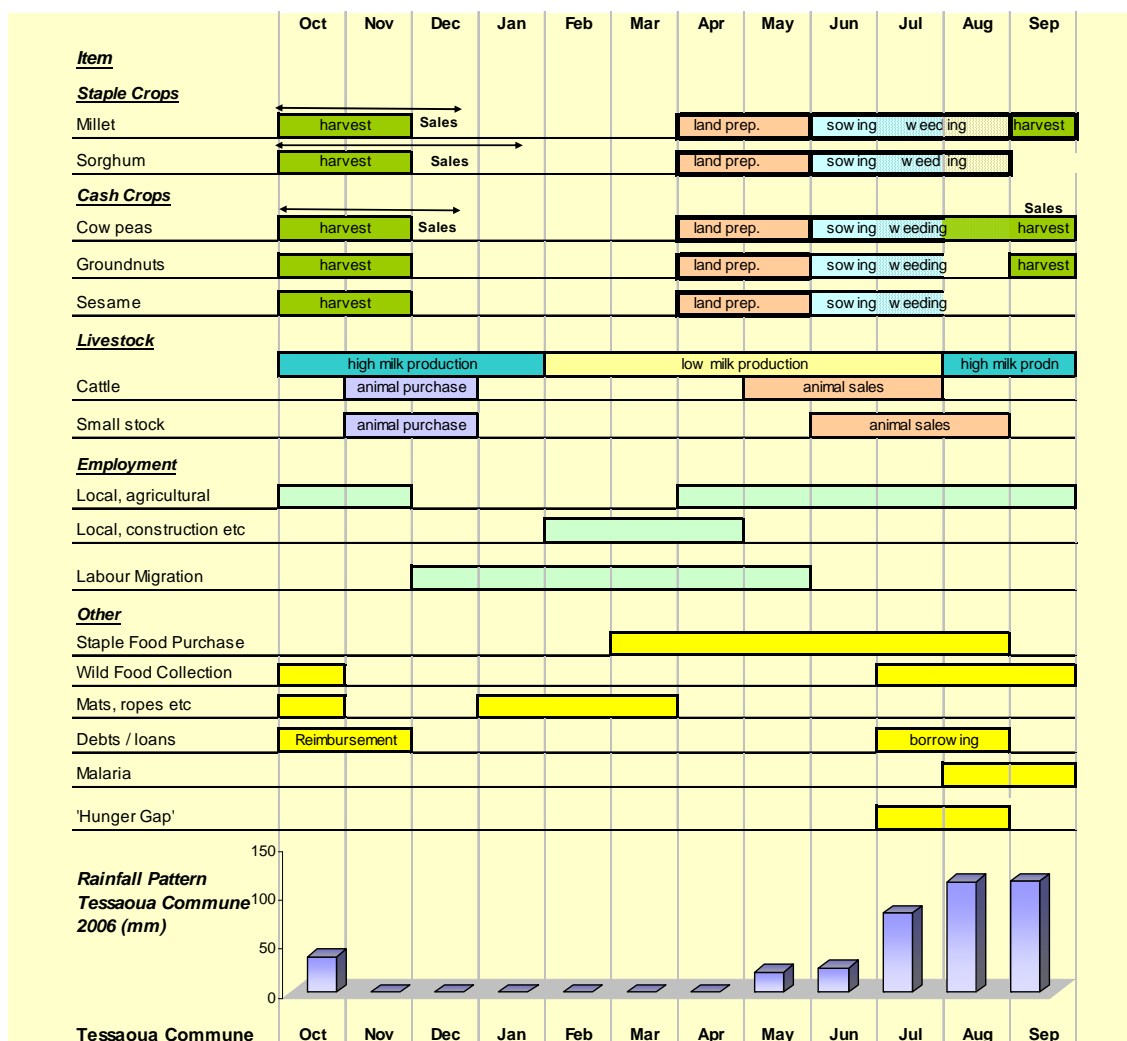 Oct Nov Dec Jan Feb Mar Apr May Jun Jul Aug Sep
Item
Staple Crops
Millet harvest Sales land prep. sowing weeding harvest
Sorghum harvest Sales land prep. sowing weeding
Cash Crops
Sales
Cow peas harvest Sales land prep. sowing weeding harvest
Groundnuts harvest land prep. sowing weeding harvest
Sesame harvest land prep. sowing weeding
Livestock
high milk production low milk production high milk prodn
Cattle animal purchase animal sales
Small stock animal purchase animal sales
Employment
Local, agricultural
Local, construction etc
Labour Migration
Other
Staple Food Purchase
Wild Food Collection
Mats, ropes etc
Debts / loans Reimbursement borrowing
Malaria
'Hunger Gap'
150
Rainfall Pattern
Tessaoua Commune 100
2006 (mm)
50
0
Tessaoua Commune Oct Nov Dec Jan Feb Mar Apr May Jun Jul Aug Sep